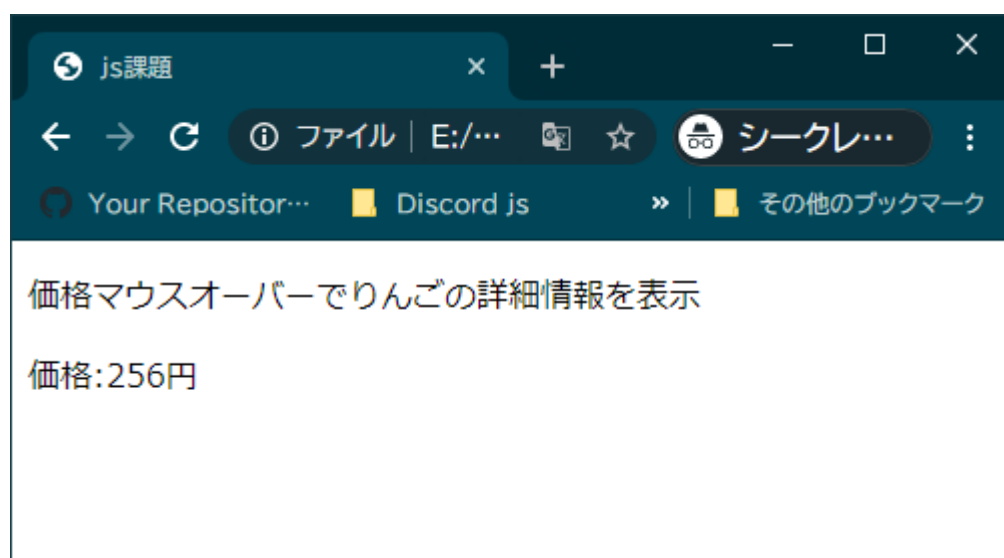 js課題
ファイル | E:/… シークレ…
Your Repositor… Discord js » その他のブックマーク
価格マウスオーバーでりんごの詳細情報を表示
価格:256円